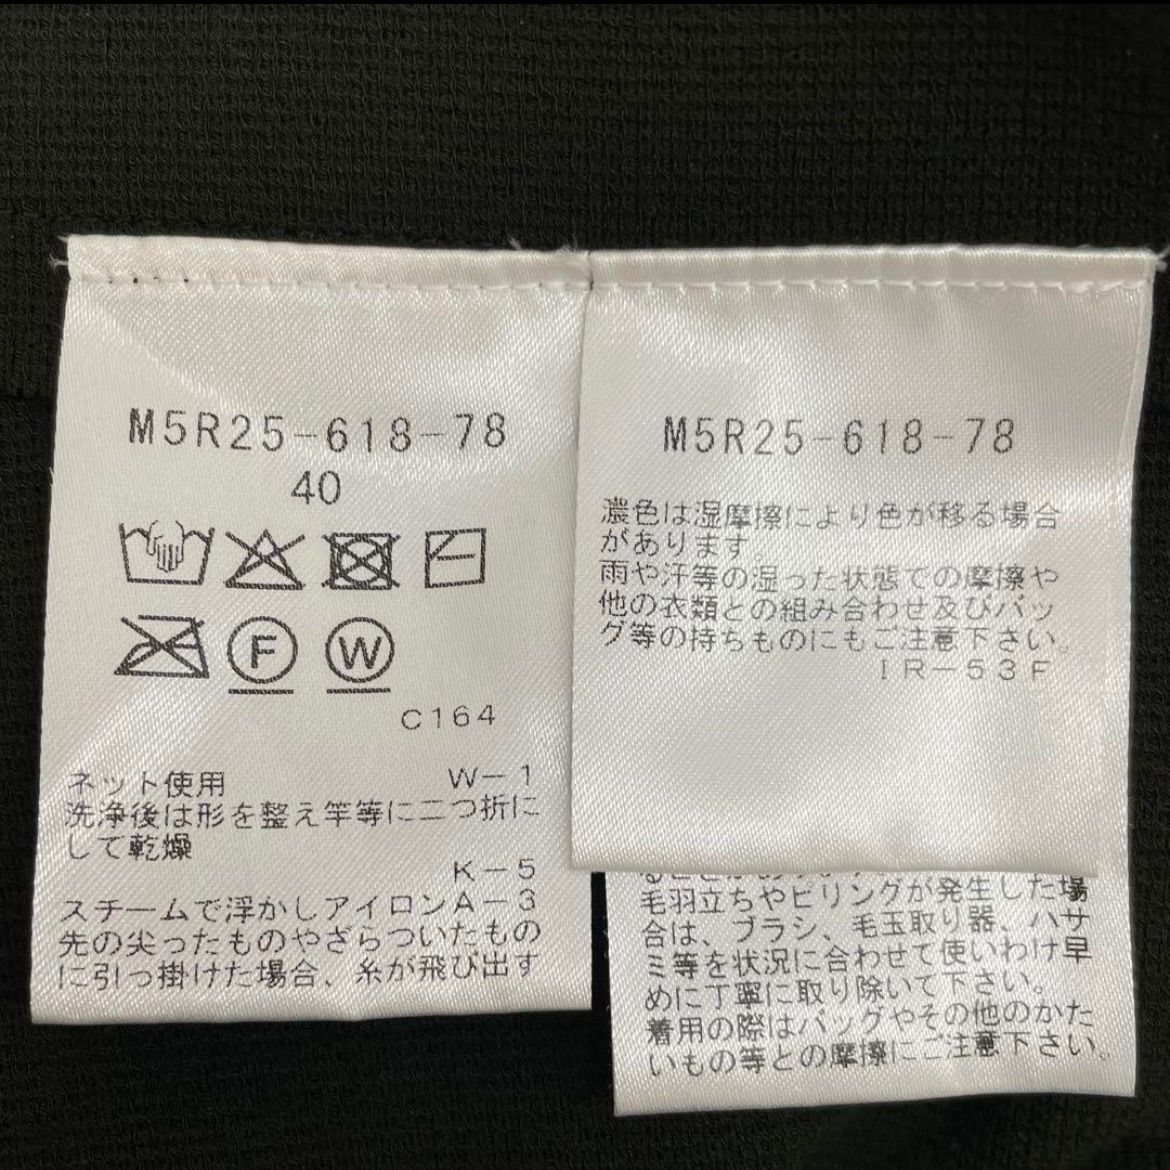 M5R25-618-78
40
F
W
C164
ネット使用 W-1
洗浄後は形を整え竿等に二つ折に
して乾燥
K-5
スチームで浮かしアイロンA-3
先の尖ったものやざらついたもの
に引っ掛けた場合、糸が飛び出す
M5R25-618-78
濃色は湿摩擦により色が移る場合
があります。
雨や汗等の湿った状態での摩擦や
他の衣類との組み合わせ及びバッ
グ等の持ちものにもご注意下さい。
IR-53F
毛羽立ちやピリングが発生した場
合は、ブラシ、毛玉取り器、ハサ
ミ等を状況に合わせて使いわけ早
めに丁寧に取り除いて下さい。
着用の際はバッグやその他のかた
いもの等との摩擦にご注意下さい。